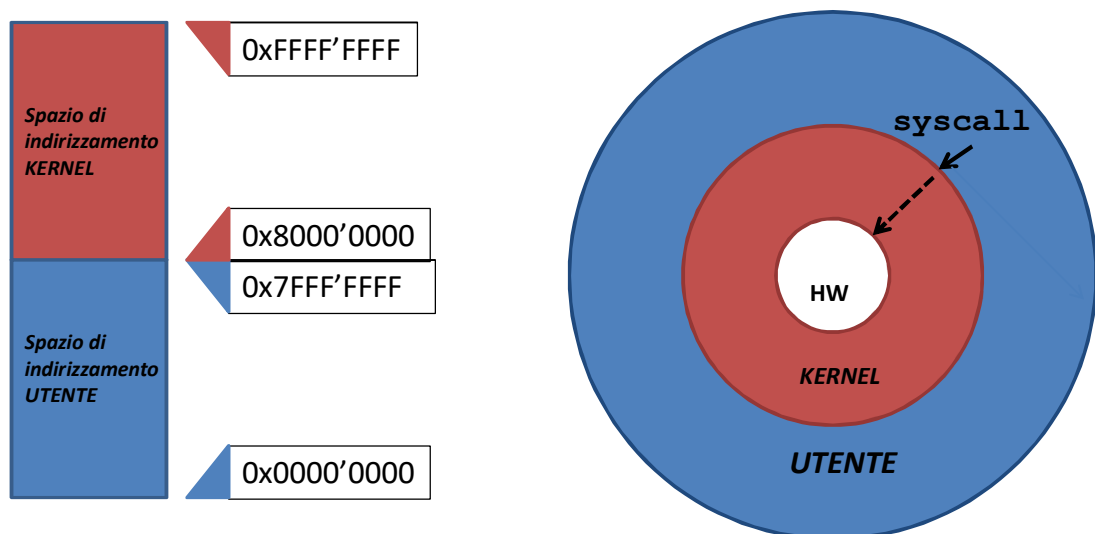 Spazio di
indirizzamento
KERNEL
Spazio di
indirizzamento
UTENTE
0xFFFF’FFFF
0x8000’0000
0x7FFF’FFFF
0x0000’0000
syscall
HW
KERNEL
UTENTE